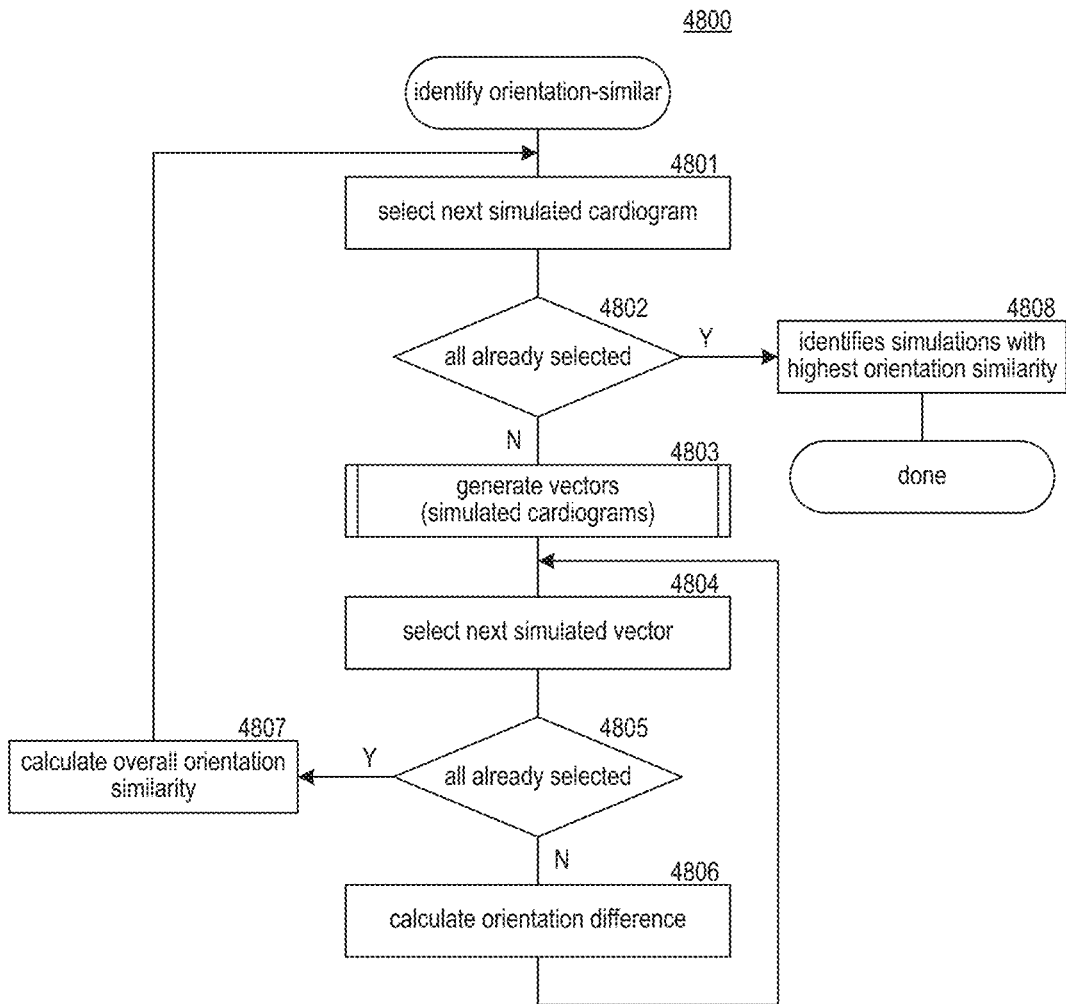 4800
identify orientation-similar
4801
select next simulated cardiogram
4802
all already selected
Y
4808
identifies simulations with
highest orientation similarity
done
N
4803
generate vectors
(simulated cardiograms)
4804
select next simulated vector
4805
all already selected
Y
4807
calculate overall orientation
similarity
N
4806
calculate orientation difference